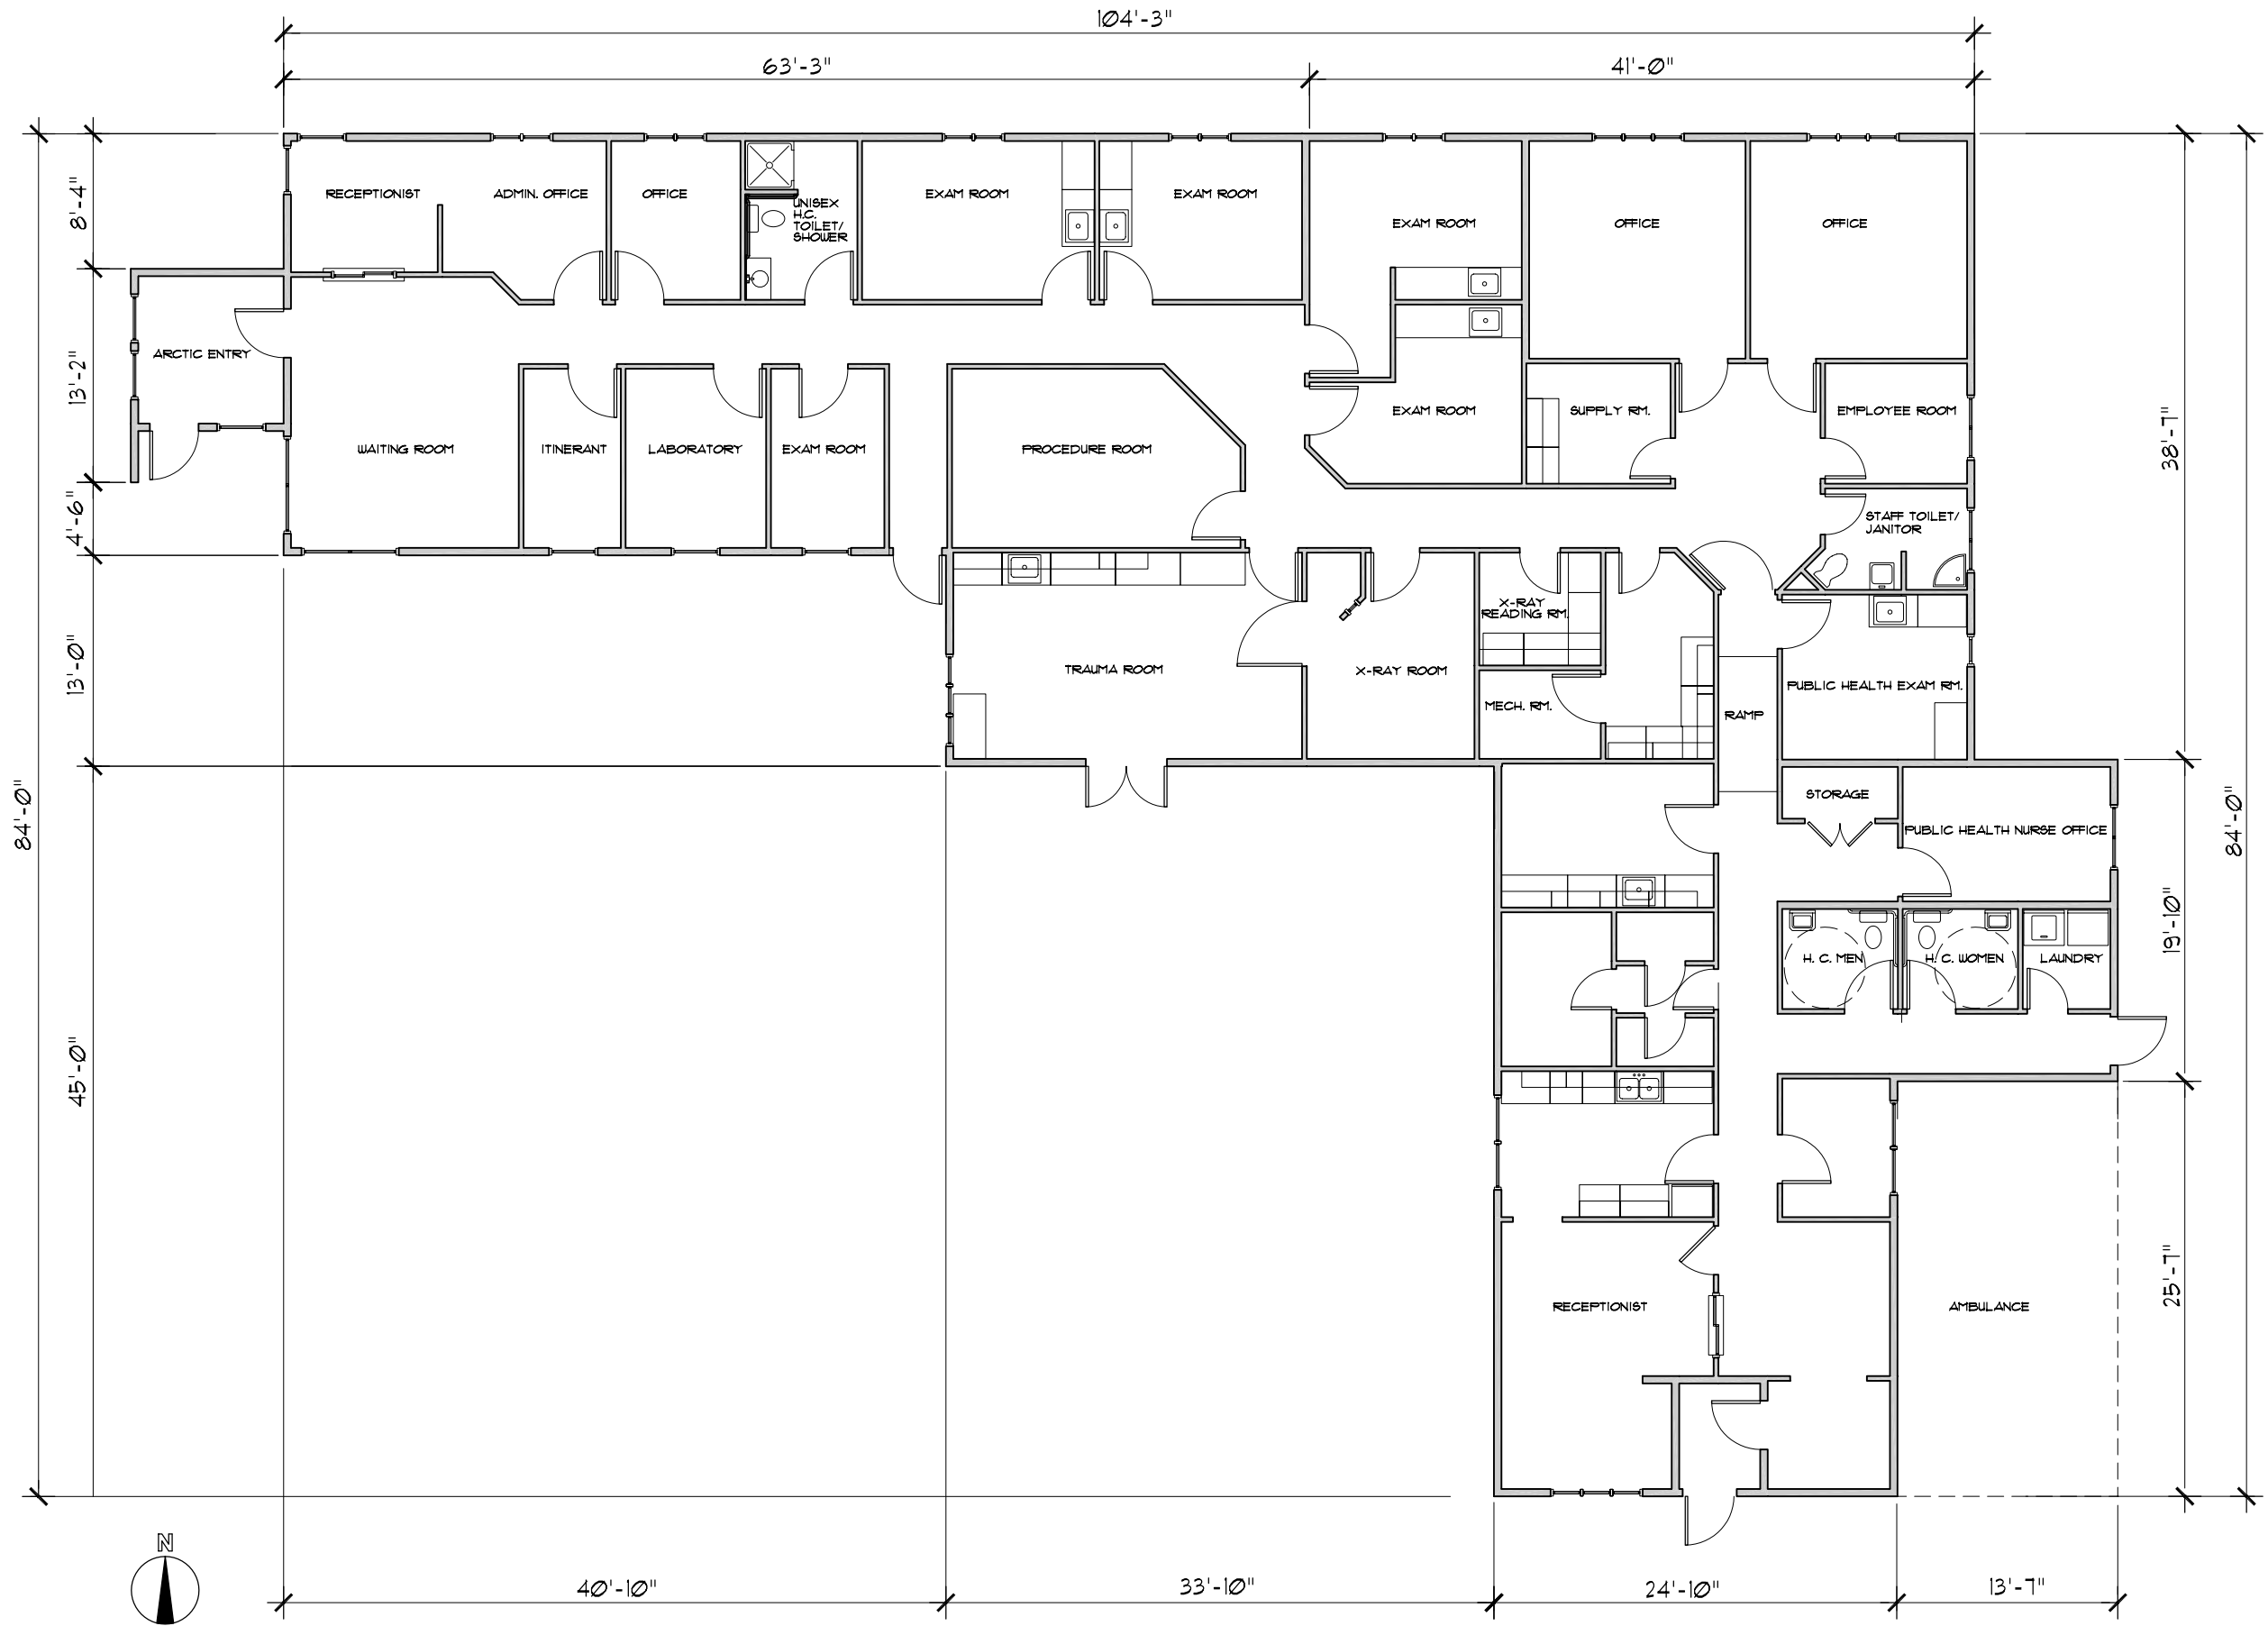 104'-3"
63'-3"
41'-0"
8'-4"
13'-2"
4'-6"
13'-0"
45'-0"
84'-0"
RECEPTIONIST
ADMIN. OFFICE
OFFICE
UNISEX
H.C.
TOILET/
SHOWER
EXAM ROOM
EXAM ROOM
EXAM ROOM
OFFICE
OFFICE
ARCTIC ENTRY
WAITING ROOM
ITINERANT
LABORATORY
EXAM ROOM
PROCEDURE ROOM
EXAM ROOM
SUPPLY RM.
EMPLOYEE ROOM
STAFF TOILET/
JANITOR
TRAUMA ROOM
X-RAY ROOM
X-RAY
READING RM.
MECH. RM.
RAMP
PUBLIC HEALTH EXAM RM.
STORAGE
PUBLIC HEALTH NURSE OFFICE
H. C. MEN
H. C. WOMEN
LAUNDRY
RECEPTIONIST
AMBULANCE
38'-7"
19'-10"
25'-7"
84'-0"
N
40'-10"
33'-10"
24'-10"
13'-7"